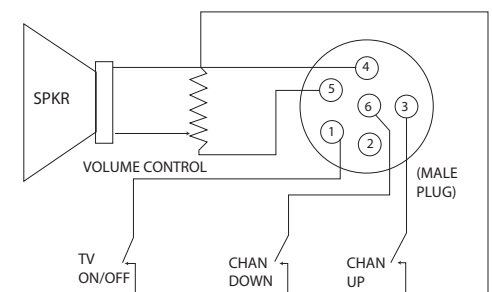 SPKR
VOLUME CONTROL
4
5
6
3
1
2
(MALE
PLUG)
TV
ON/OFF
CHAN
DOWN
CHAN
UP